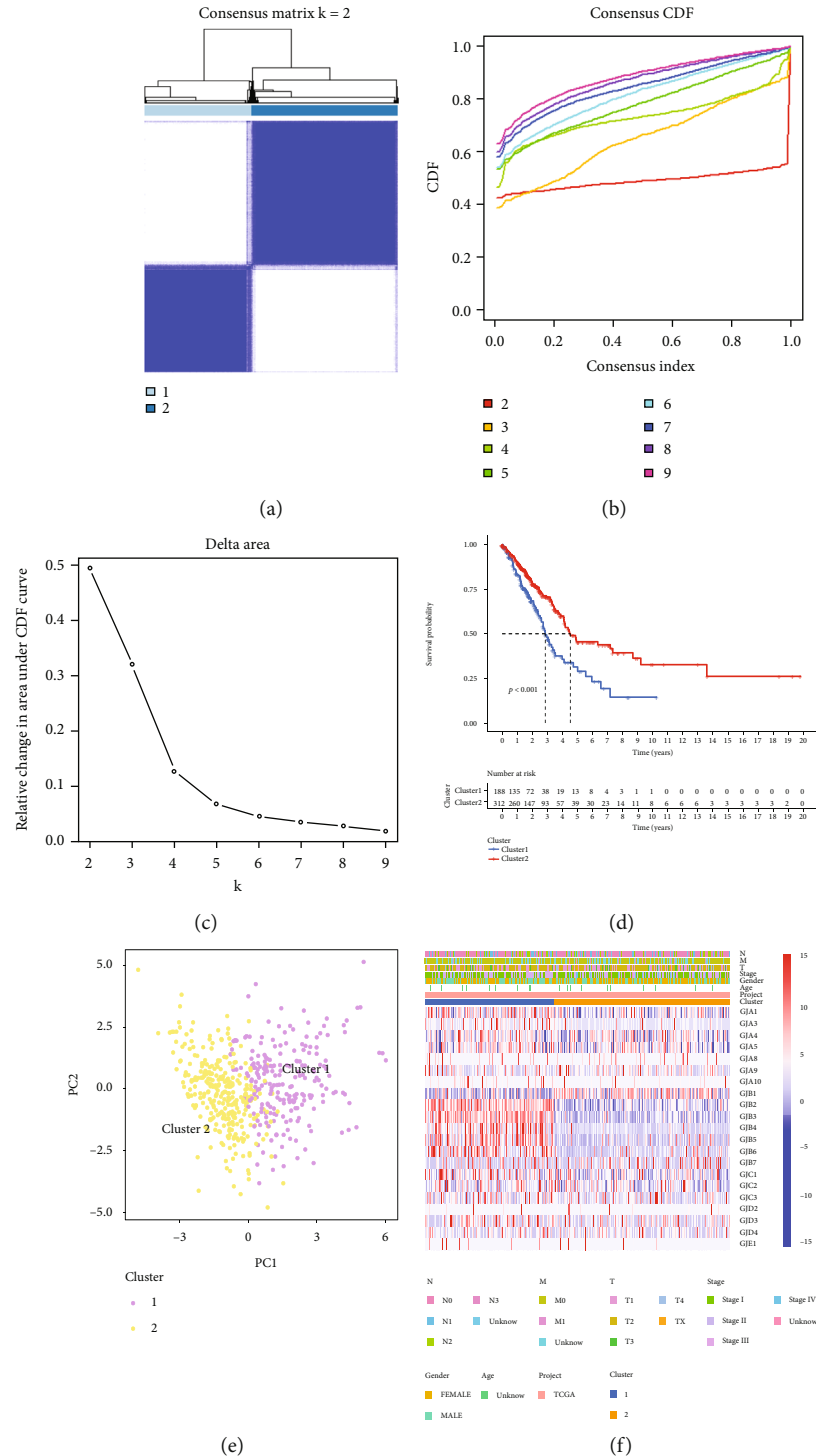 Consensus matrix k = 2
1
2
(a)
Consensus CDF
1.0
0.8
0.6
0.4
0.2
0.0
CDF
0.0 0.2 0.4 0.6 0.8 1.0
Consensus index
2 6
3 7
4 8
5 9
(b)
Delta area
0.5
0.4
0.3
0.2
0.1
0.0
Relative change in area under CDF curve
2 3 4 5 6 7 8 9
k
(c)
1.00
0.75
0.50
0.25
0.00
Survival probability
p < 0.001
0 1 2 3 4 5 6 7 8 9 10 11 12 13 14 15 16 17 18 19 20
Time (years)
Number at risk
Cluster
Cluster1 188 135 72 38 19 13 8 4 3 1 1 0 0 0 0 0 0 0 0 0 0
Cluster2 312 260 147 93 57 39 30 23 14 11 8 6 6 6 3 3 3 3 3 2 0
0 1 2 3 4 5 6 7 8 9 10 11 12 13 14 15 16 17 18 19 20
Time (years)
Cluster
Cluster1
Cluster2
(d)
5.0
2.5
0.0
−2.5
−5.0
PC2
Cluster 1
Cluster 2
−3 0 3 6
PC1
Cluster
1
2
(e)
N
M
T
Stage
Gender
Age
Project
Cluster
GJA1
GJA3
GJA4
GJA5
GJA8
GJA9
GJA10
GJB1
GJB2
GJB3
GJB4
GJB5
GJB6
GJB7
GJC1
GJC2
GJC3
GJD2
GJD3
GJD4
GJE1
15
10
5
0
−5
−10
−15
N M T Stage
N0 N3 M0 T1 T4 Stage I Stage IV
N1 Unknow M1 T2 TX Stage II Unknow
N2 Unknow T3 Stage III
Gender Age Project Cluster
FEMALE Unknow TCGA 1
MALE 2
(f)